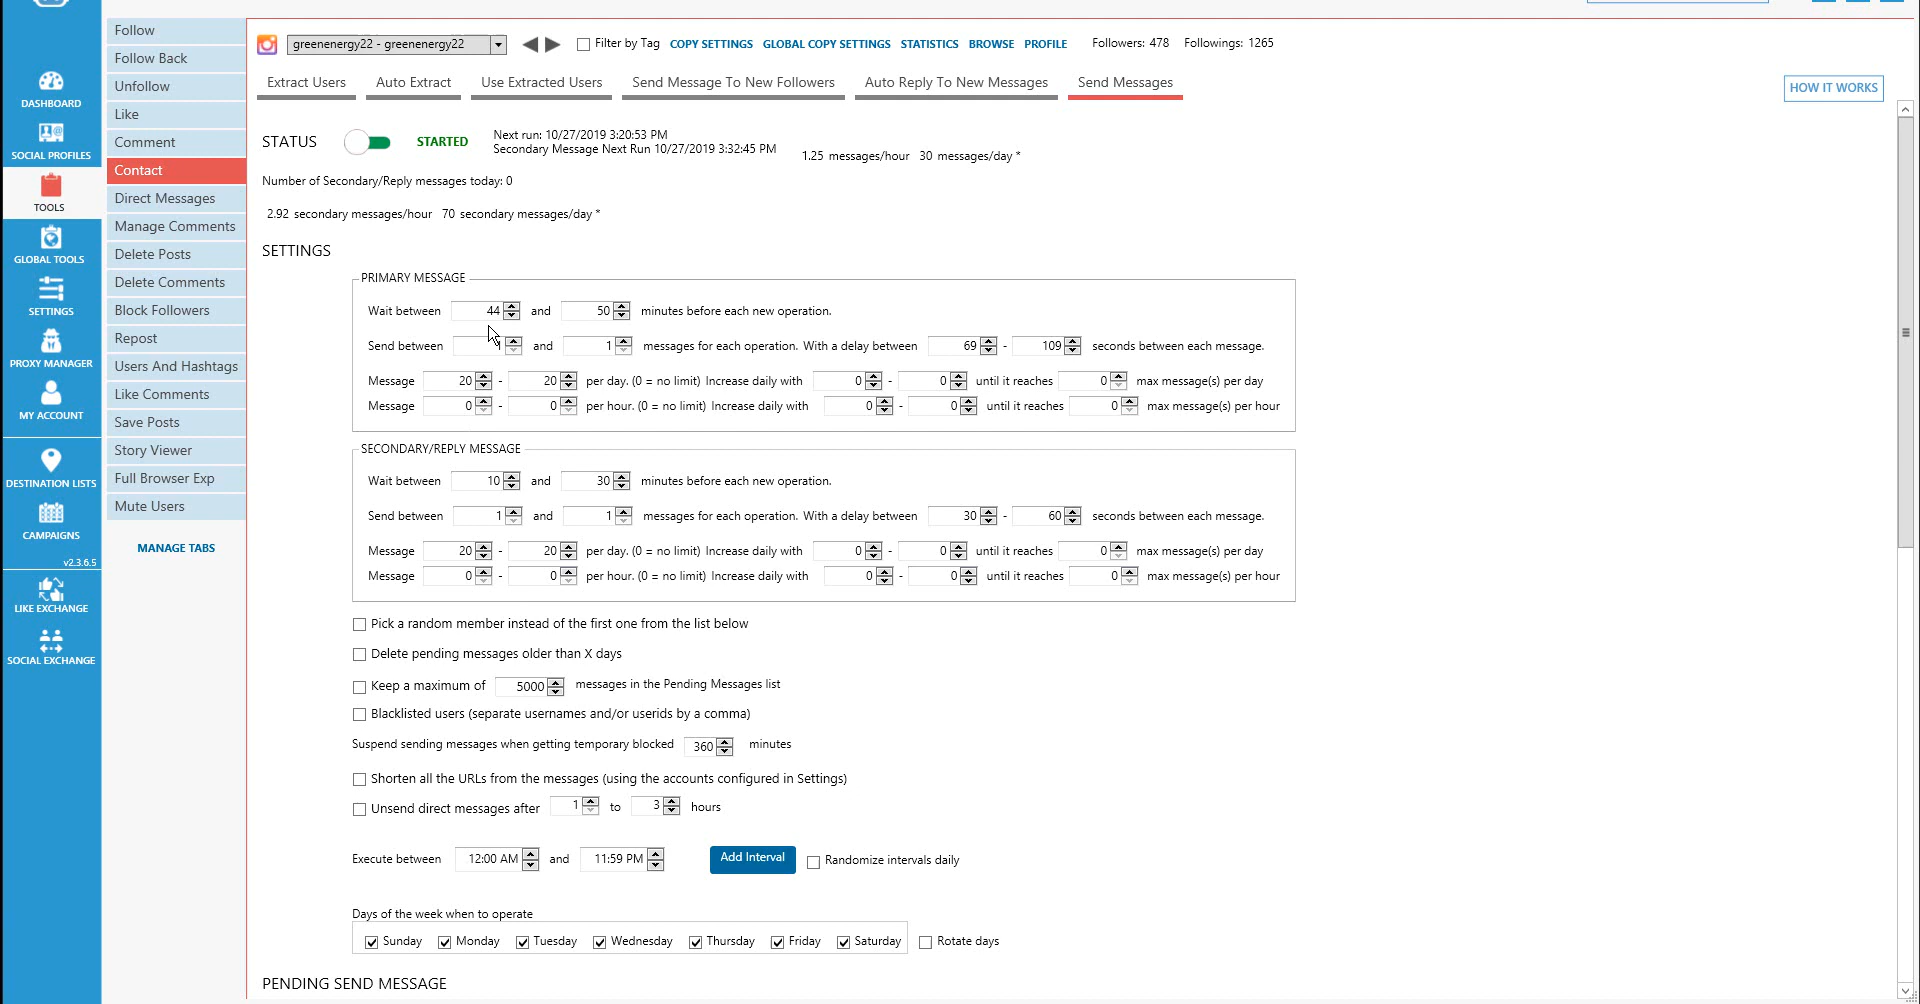 greenenergy22 - greenenergy22
Filter by Tag
COPY SETTINGS GLOBAL COPY SETTINGS STATISTICS BROWSE PROFILE
Followers: 478 Followings: 1265
Extract Users
Auto Extract
Use Extracted Users
Send Message To New Followers
Auto Reply To New Messages
Send Messages
HOW IT WORKS
DASHBOARD
SOCIAL PROFILES
TOOLS
GLOBAL TOOLS
SETTINGS
PROXY MANAGER
MY ACCOUNT
DESTINATION LISTS
CAMPAIGNS
v2.3.6.5
LIKE EXCHANGE
SOCIAL EXCHANGE
Follow
Follow Back
Unfollow
Like
Comment
Contact
Direct Messages
Manage Comments
Delete Posts
Delete Comments
Block Followers
Repost
Users And Hashtags
Like Comments
Save Posts
Story Viewer
Full Browser Exp
Mute Users
MANAGE TABS
STATUS STARTED
Next run: 10/27/2019 3:20:53 PM
Secondary Message Next Run 10/27/2019 3:32:45 PM
1.25 messages/hour 30 messages/day *
Number of Secondary/Reply messages today: 0
2.92 secondary messages/hour 70 secondary messages/day *
SETTINGS
PRIMARY MESSAGE
Wait between 44 and 50 minutes before each new operation.
Send between 1 and 1 messages for each operation. With a delay between 69 - 109 seconds between each message.
Message 20 - 20 per day. (0 = no limit) Increase daily with 0 - 0 until it reaches 0 max message(s) per day
Message 0 - 0 per hour. (0 = no limit) Increase daily with 0 - 0 until it reaches 0 max message(s) per hour
SECONDARY/REPLY MESSAGE
Wait between 10 and 30 minutes before each new operation.
Send between 1 and 1 messages for each operation. With a delay between 30 - 60 seconds between each message.
Message 20 - 20 per day. (0 = no limit) Increase daily with 0 - 0 until it reaches 0 max message(s) per day
Message 0 - 0 per hour. (0 = no limit) Increase daily with 0 - 0 until it reaches 0 max message(s) per hour
Pick a random member instead of the first one from the list below
Delete pending messages older than X days
Keep a maximum of 5000 messages in the Pending Messages list
Blacklisted users (separate usernames and/or userids by a comma)
Suspend sending messages when getting temporary blocked 360 minutes
Shorten all the URLs from the messages (using the accounts configured in Settings)
Unsend direct messages after 1 to 3 hours
Execute between 12:00 AM and 11:59 PM Add Interval Randomize intervals daily
Days of the week when to operate
Sunday Monday Tuesday Wednesday Thursday Friday Saturday Rotate days
PENDING SEND MESSAGE